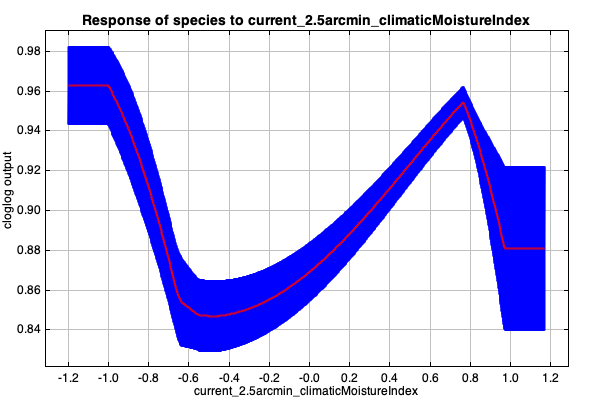 Response of species to current_2.5arcmin_climaticMoistureIndex
cloglog output
0.98
0.96
0.94
0.92
0.90
0.88
0.86
0.84
-1.2 -1.0 -0.8 -0.6 -0.4 -0.2 -0.0 0.2 0.4 0.6 0.8 1.0 1.2
current_2.5arcmin_climaticMoistureIndex